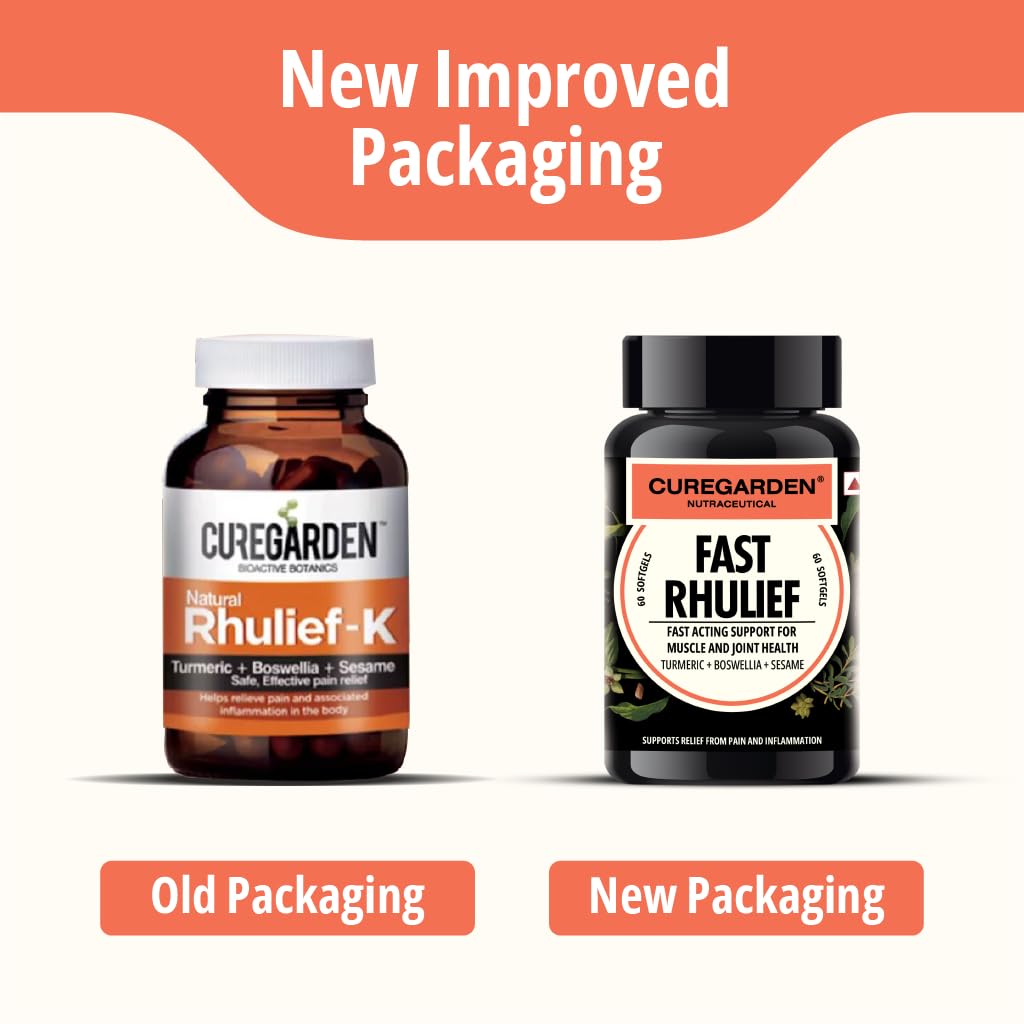 New Improved
Packaging
CUREGARDEN™
BIOACTIVE BOTANICS
Natural
Rhulief-K
Turmeric + Boswellia + Sesame
Safe, Effective pain relief
Helps relieve pain and associated
inflammation in the body
CUREGARDEN®
NUTRACEUTICAL
FAST
RHULIEF
60 SOFTGELS
60 SOFTGELS
FAST ACTING SUPPORT FOR
MUSCLE AND JOINT HEALTH
TURMERIC + BOSWELLIA + SESAME
SUPPORTS RELIEF FROM PAIN AND INFLAMMATION
Old Packaging
New Packaging